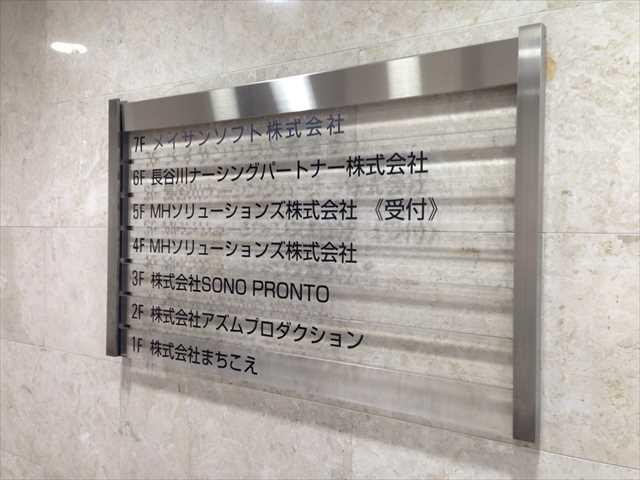 7F メイサンソフト株式会社
6F 長谷川ナーシングパートナー株式会社
5F MHソリューションズ株式会社 《受付》
4F MHソリューションズ株式会社
3F 株式会社SONO PRONTO
2F 株式会社アズムプロダクション
1F 株式会社まちこえ